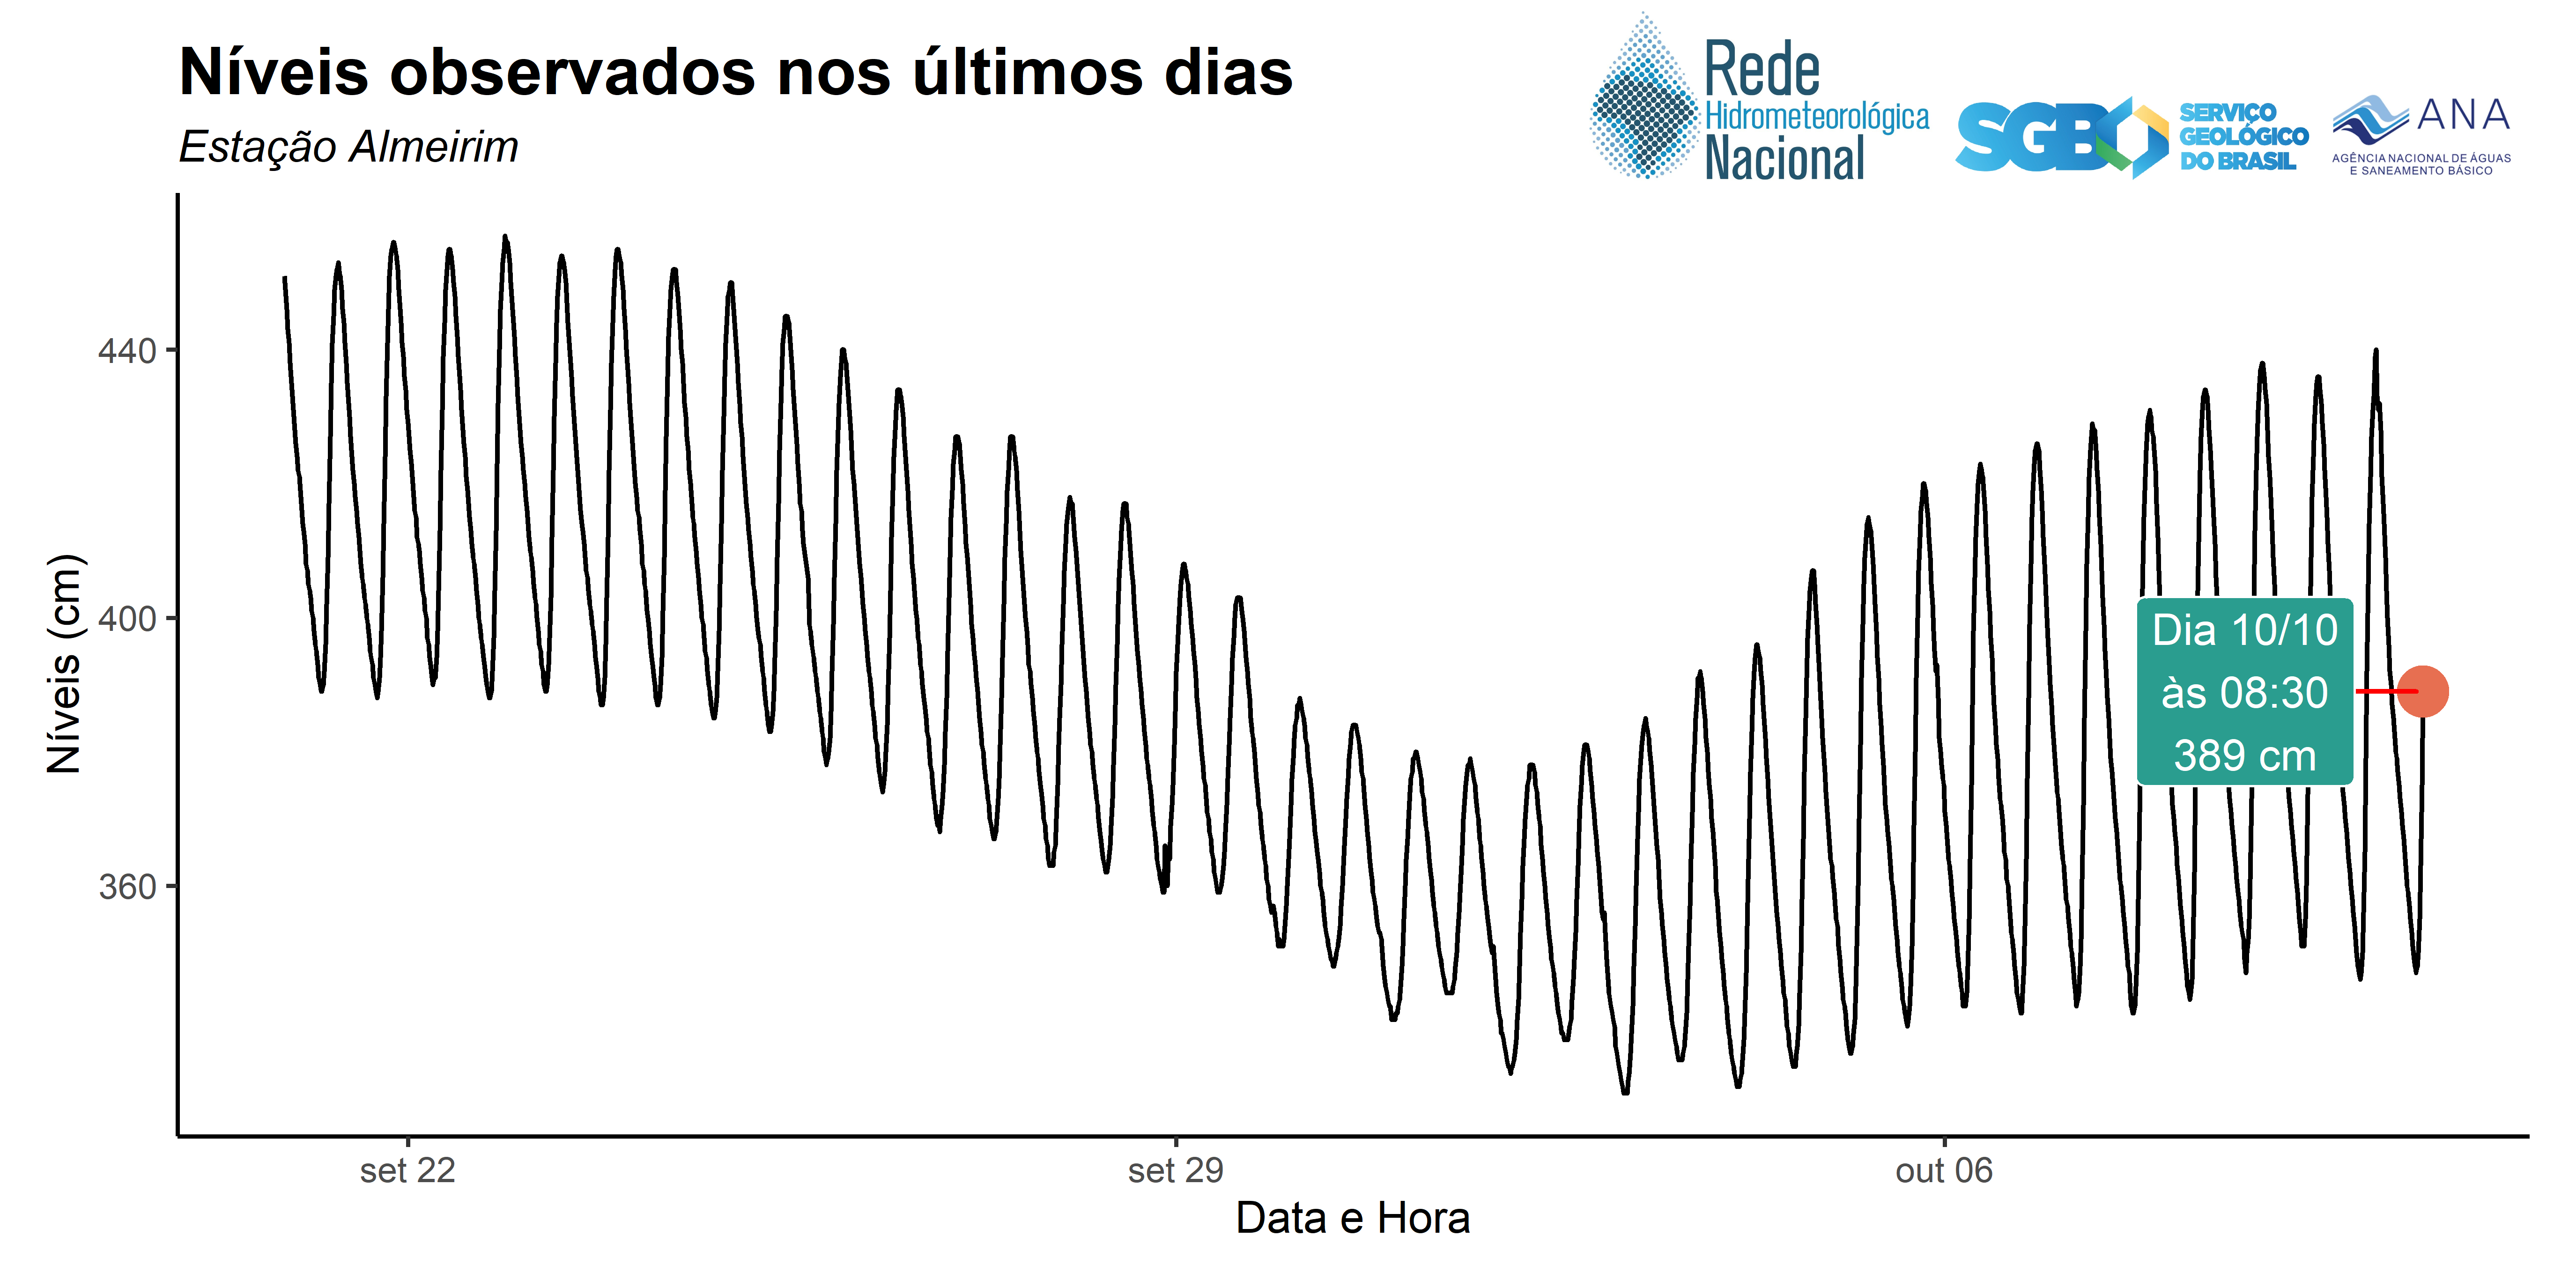 Níveis observados nos últimos dias
Estação Almeirim
Rede
Hidrometeorológica
Nacional
SGB
SERVIÇO
GEOLÓGICO
DO BRASIL
ANA
AGÊNCIA NACIONAL DE ÁGUAS
E SANEAMENTO BÁSICO
Níveis (cm)
440
400
360
Dia 10/10
às 08:30
389 cm
set 22
set 29
out 06
Data e Hora